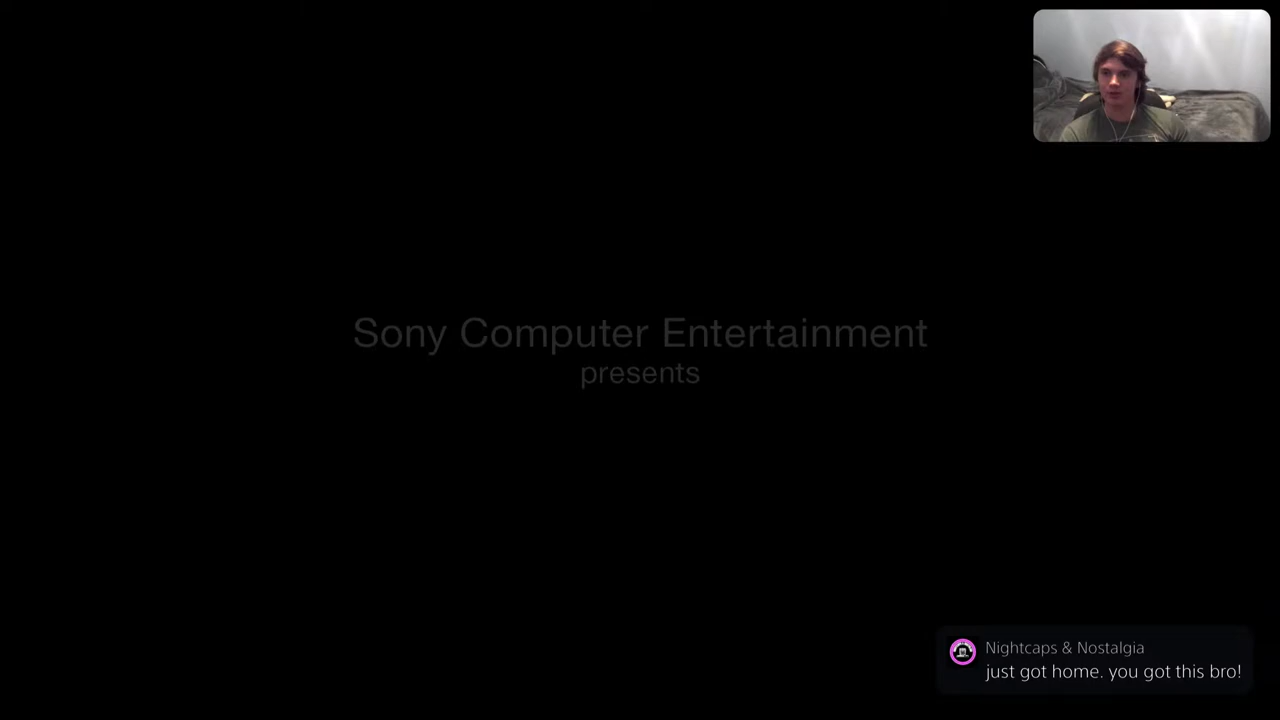 Sony Computer Entertainment
presents
Nightcaps & Nostalgia
just got home. you got this bro!